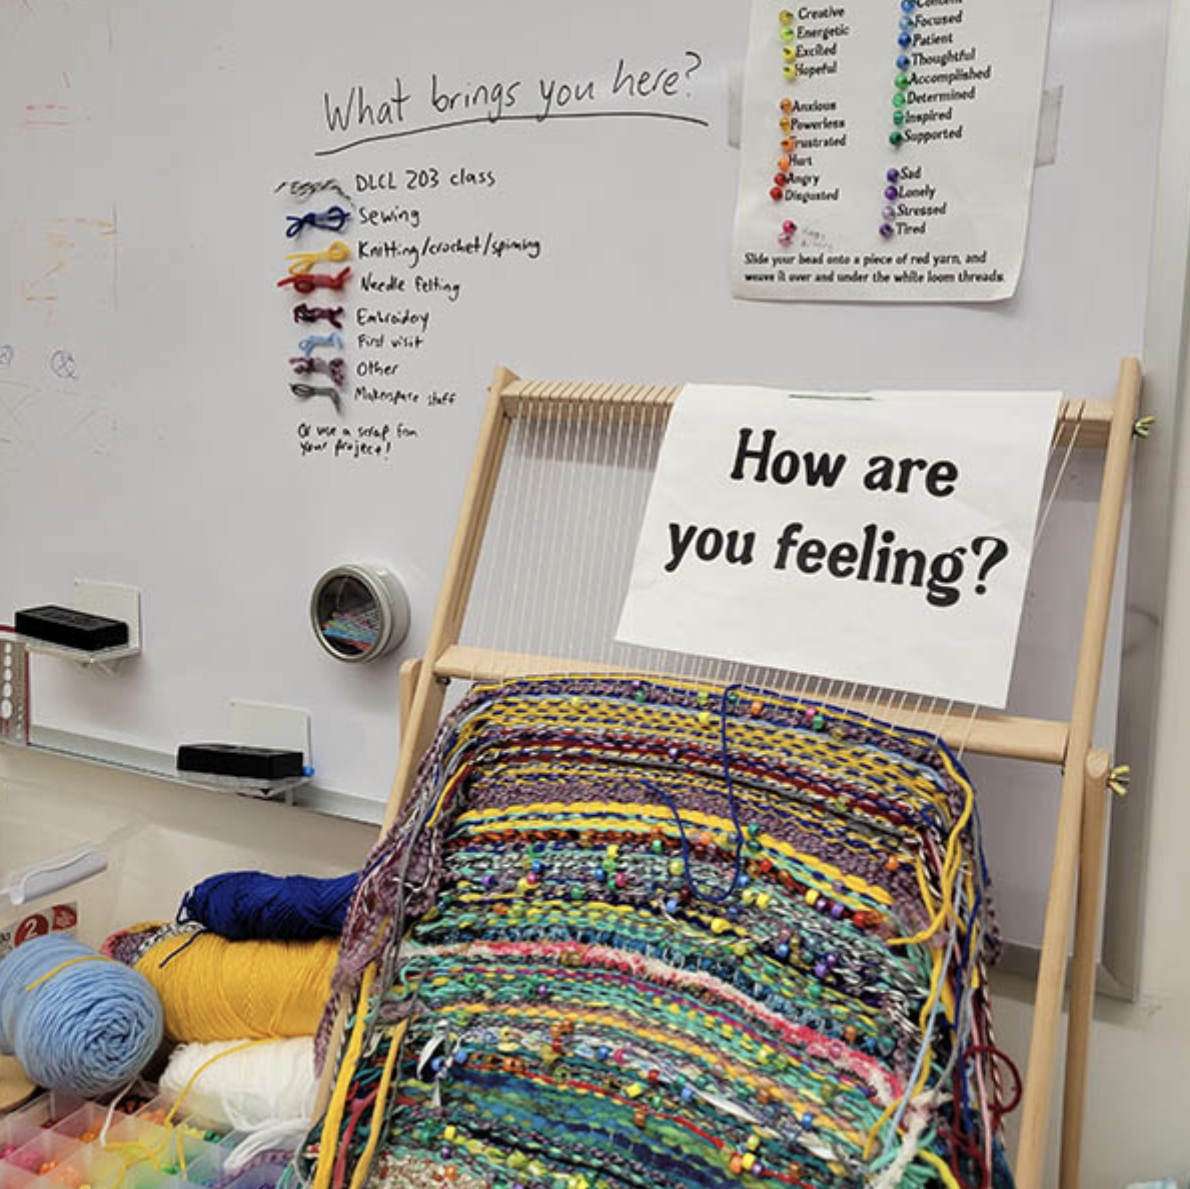 What brings you here?
DLCL 203 class
Sewing
Knitting/crochet/spinning
Needle felting
Embroidery
First visit
Other
Makerspace staff
Or use a scrap from
your project!
Creative
Energetic
Excited
Hopeful
Anxious
Powerless
Frustrated
Hurt
Angry
Disgusted
Content
Focused
Patient
Thoughtful
Accomplished
Determined
Inspired
Supported
Sad
Lonely
Stressed
Tired
Slide your bead onto a piece of red yarn, and
weave it over and under the white loom threads.
How are
you feeling?
2